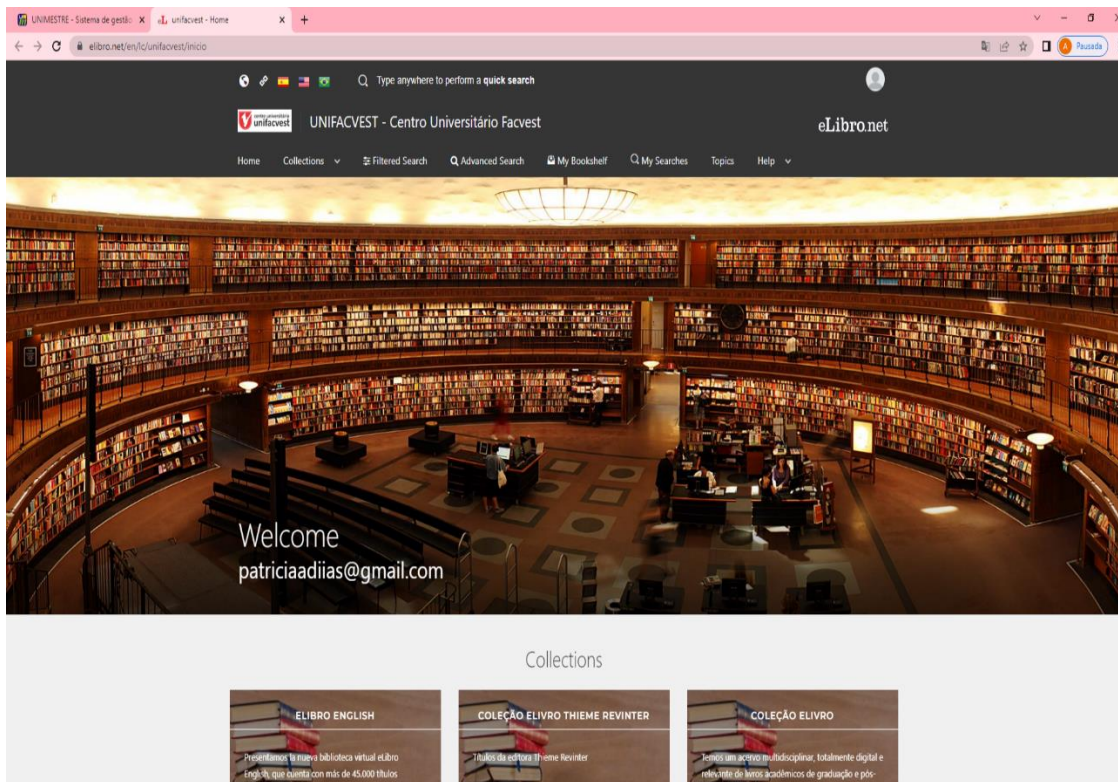 UNIMESTRE - Sistema de gestão
unifacvest - Home
elibro.net/en/lc/unifacvest/inicio
Pausada
Type anywhere to perform a quick search
centro universitário
unifacvest
UNIFACVEST - Centro Universitário Facvest
eLibro.net
Home Collections Filtered Search Advanced Search My Bookshelf My Searches Topics Help
Welcome
patriciaadiias@gmail.com
Collections
ELIBRO ENGLISH
Presentamos la nueva biblioteca virtual eLibro
English, que cuenta con más de 45.000 títulos
COLEÇÃO ELIVRO THIEME REVINTER
Títulos da editora Thieme Revinter
COLEÇÃO ELIVRO
Temos um acervo multidisciplinar, totalmente digital e
relevante de livros acadêmicos de graduação e pós-